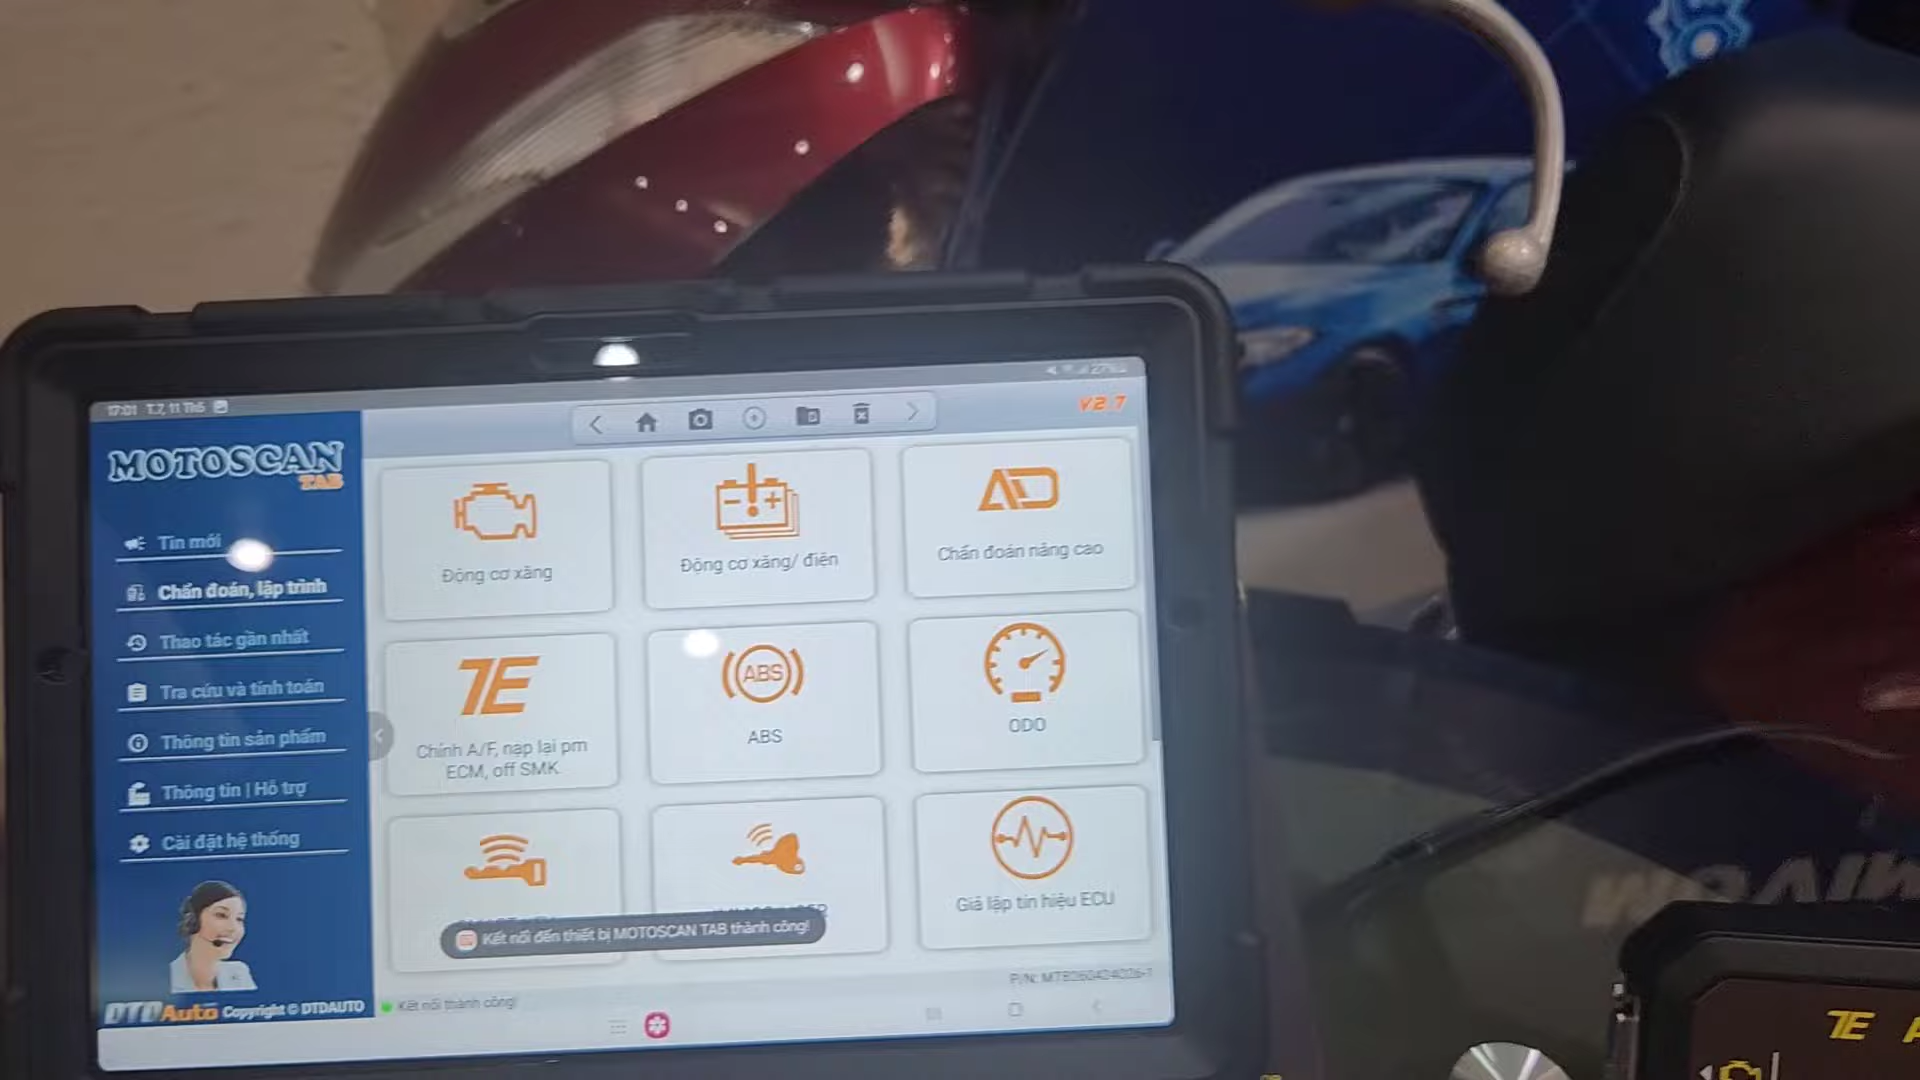 17:01 T.7, 11 Th5
V2.7
MOTOSCAN
TAB
Tin mới
Chẩn đoán, lập trình
Thao tác gần nhất
Tra cứu và tính toán
Thông tin sản phẩm
Thông tin | Hỗ trợ
Cài đặt hệ thống
DTDAuto Copyright © DTDAUTO
Động cơ xăng
Động cơ xăng/ điện
Chẩn đoán nâng cao
TE
Chỉnh A/F, nạp lại pm
ECM, off SMK
ABS
ABS
ODO
Giả lập tín hiệu ECU
Kết nối đến thiết bị MOTOSCAN TAB thành công!
Kết nối thành công!
TE